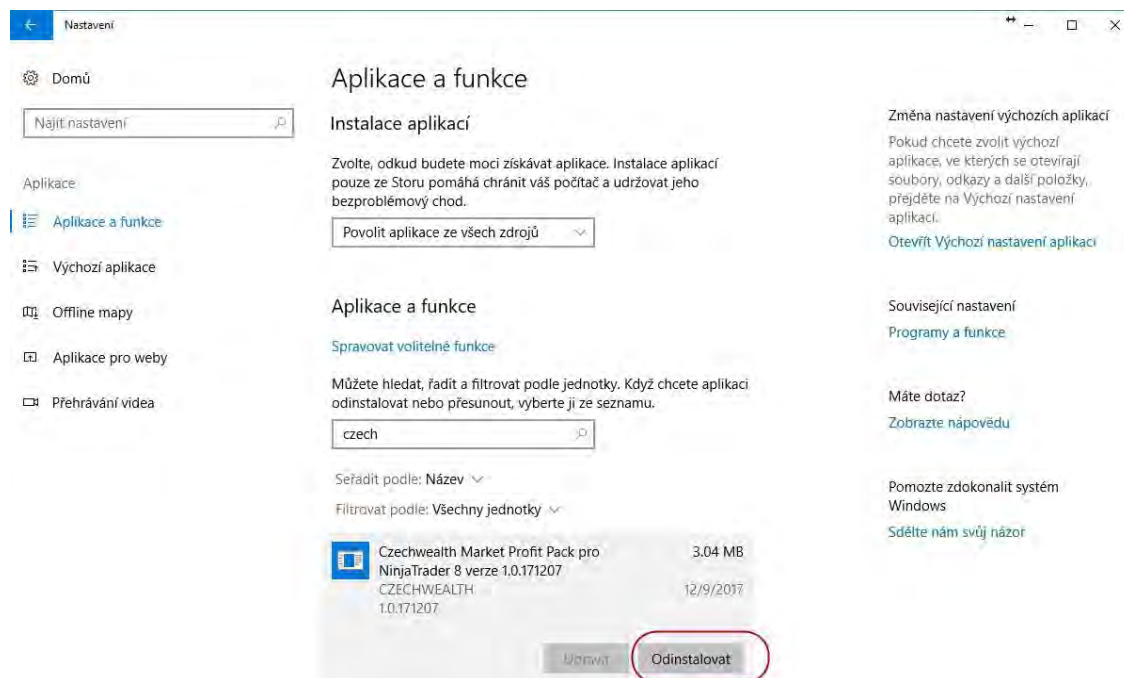 Nastavení
Domů
Najít nastavení
Aplikace
Aplikace a funkce
Výchozí aplikace
Offline mapy
Aplikace pro weby
Přehrávání videa
Aplikace a funkce
Instalace aplikací
Zvolte, odkud budete moci získávat aplikace. Instalace aplikací
pouze ze Storu pomáhá chránit váš počítač a udržovat jeho
bezproblémový chod.
Povolit aplikace ze všech zdrojů
Aplikace a funkce
Spravovat volitelné funkce
Můžete hledat, řadit a filtrovat podle jednotky. Když chcete aplikaci
odinstalovat nebo přesunout, vyberte ji ze seznamu.
czech
Seřadit podle: Název
Filtrovat podle: Všechny jednotky
Czechwealth Market Profit Pack pro
NinjaTrader 8 verze 1.0.171207
3.04 MB
CZECHWEALTH
12/9/2017
1.0.171207
Upravit
Odinstalovat
Změna nastavení výchozích aplikací
Pokud chcete zvolit výchozí
aplikace, ve kterých se otevírají
soubory, odkazy a další položky,
přejděte na Výchozí nastavení
aplikací.
Otevřít Výchozí nastavení aplikací
Související nastavení
Programy a funkce
Máte dotaz?
Zobrazte nápovědu
Pomozte zdokonalit systém
Windows
Sdělte nám svůj názor